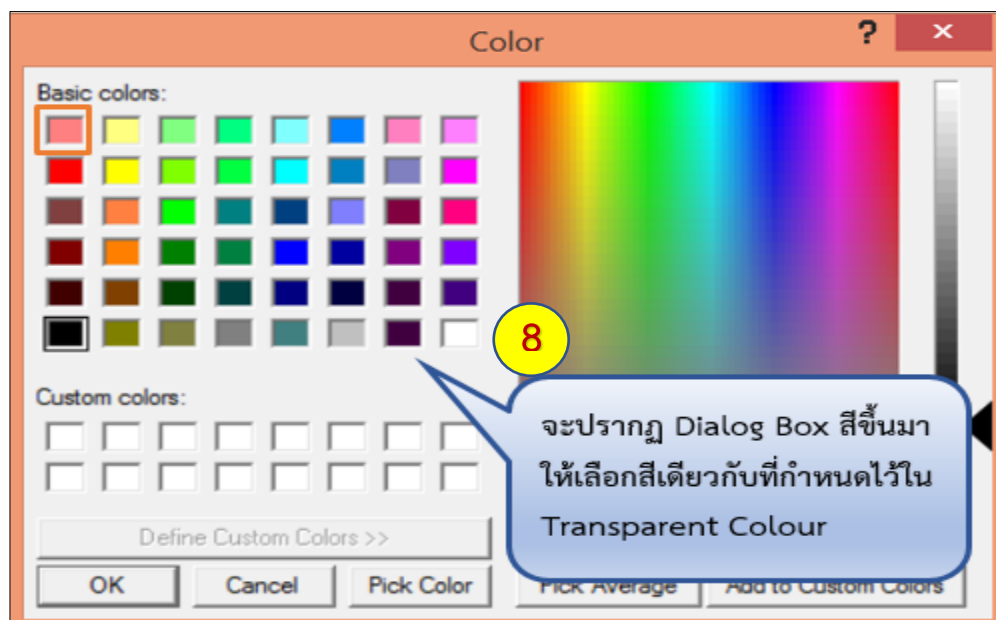 Color
?
×
Basic colors:
8
Custom colors:
จะปรากฏ Dialog Box สีขึ้นมา
ให้เลือกสีเดียวกับที่กำหนดไว้ใน
Transparent Colour
Define Custom Colors >>
OK
Cancel
Pick Color
Pick Average
Add to Custom Colors